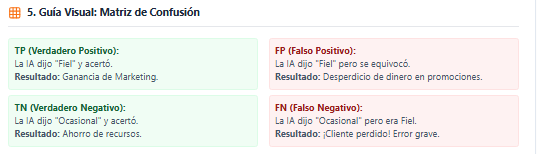 5. Guía Visual: Matriz de Confusión
TP (Verdadero Positivo):
La IA dijo "Fiel" y acertó.
Resultado: Ganancia de Marketing.
FP (Falso Positivo):
La IA dijo "Fiel" pero se equivocó.
Resultado: Desperdicio de dinero en promociones.
TN (Verdadero Negativo):
La IA dijo "Ocasional" y acertó.
Resultado: Ahorro de recursos.
FN (Falso Negativo):
La IA dijo "Ocasional" pero era Fiel.
Resultado: ¡Cliente perdido! Error grave.